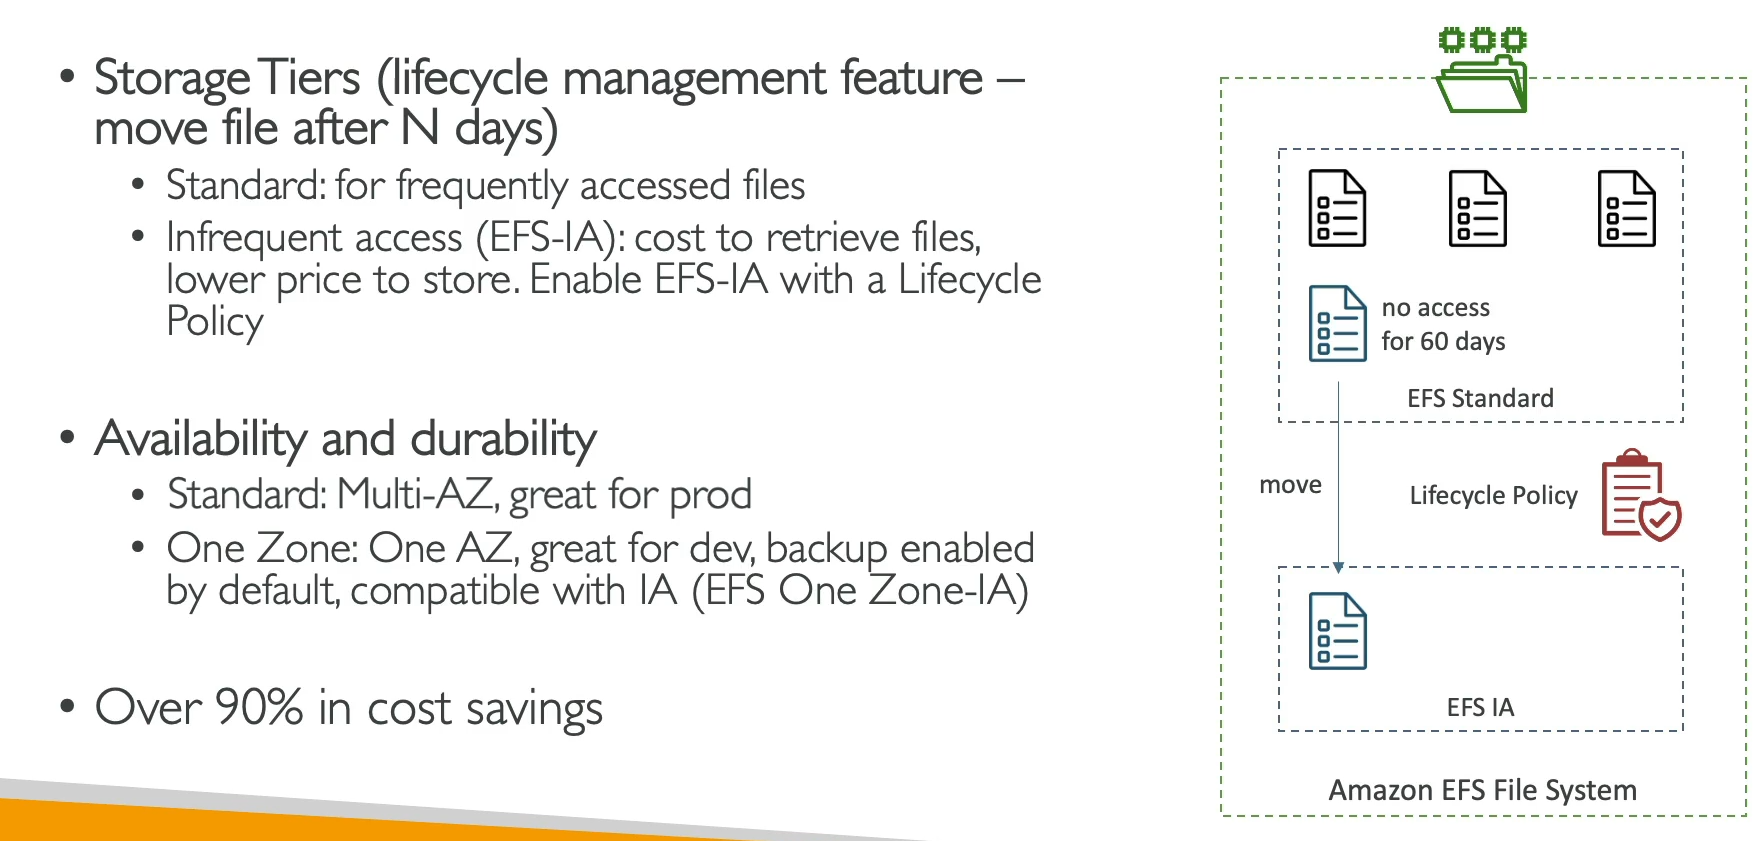 • Storage Tiers (lifecycle management feature –
move file after N days)
• Standard: for frequently accessed files
• Infrequent access (EFS-IA): cost to retrieve files,
lower price to store. Enable EFS-IA with a Lifecycle
Policy
• Availability and durability
• Standard: Multi-AZ, great for prod
• One Zone: One AZ, great for dev, backup enabled
by default, compatible with IA (EFS One Zone-IA)
• Over 90% in cost savings
no access
for 60 days
EFS Standard
move
Lifecycle Policy
EFS IA
Amazon EFS File System